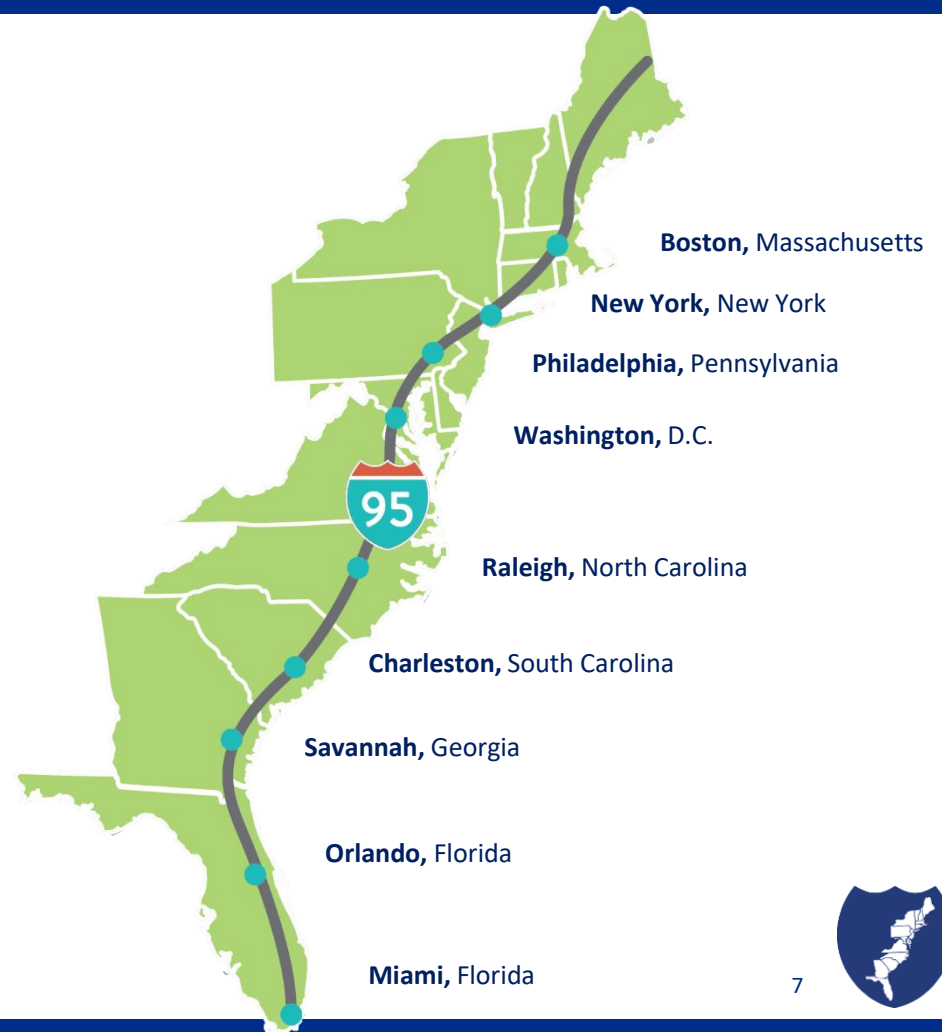 Boston, Massachusetts
New York, New York
Philadelphia, Pennsylvania
Washington, D.C.
95
Raleigh, North Carolina
Charleston, South Carolina
Savannah, Georgia
Orlando, Florida
Miami, Florida
7